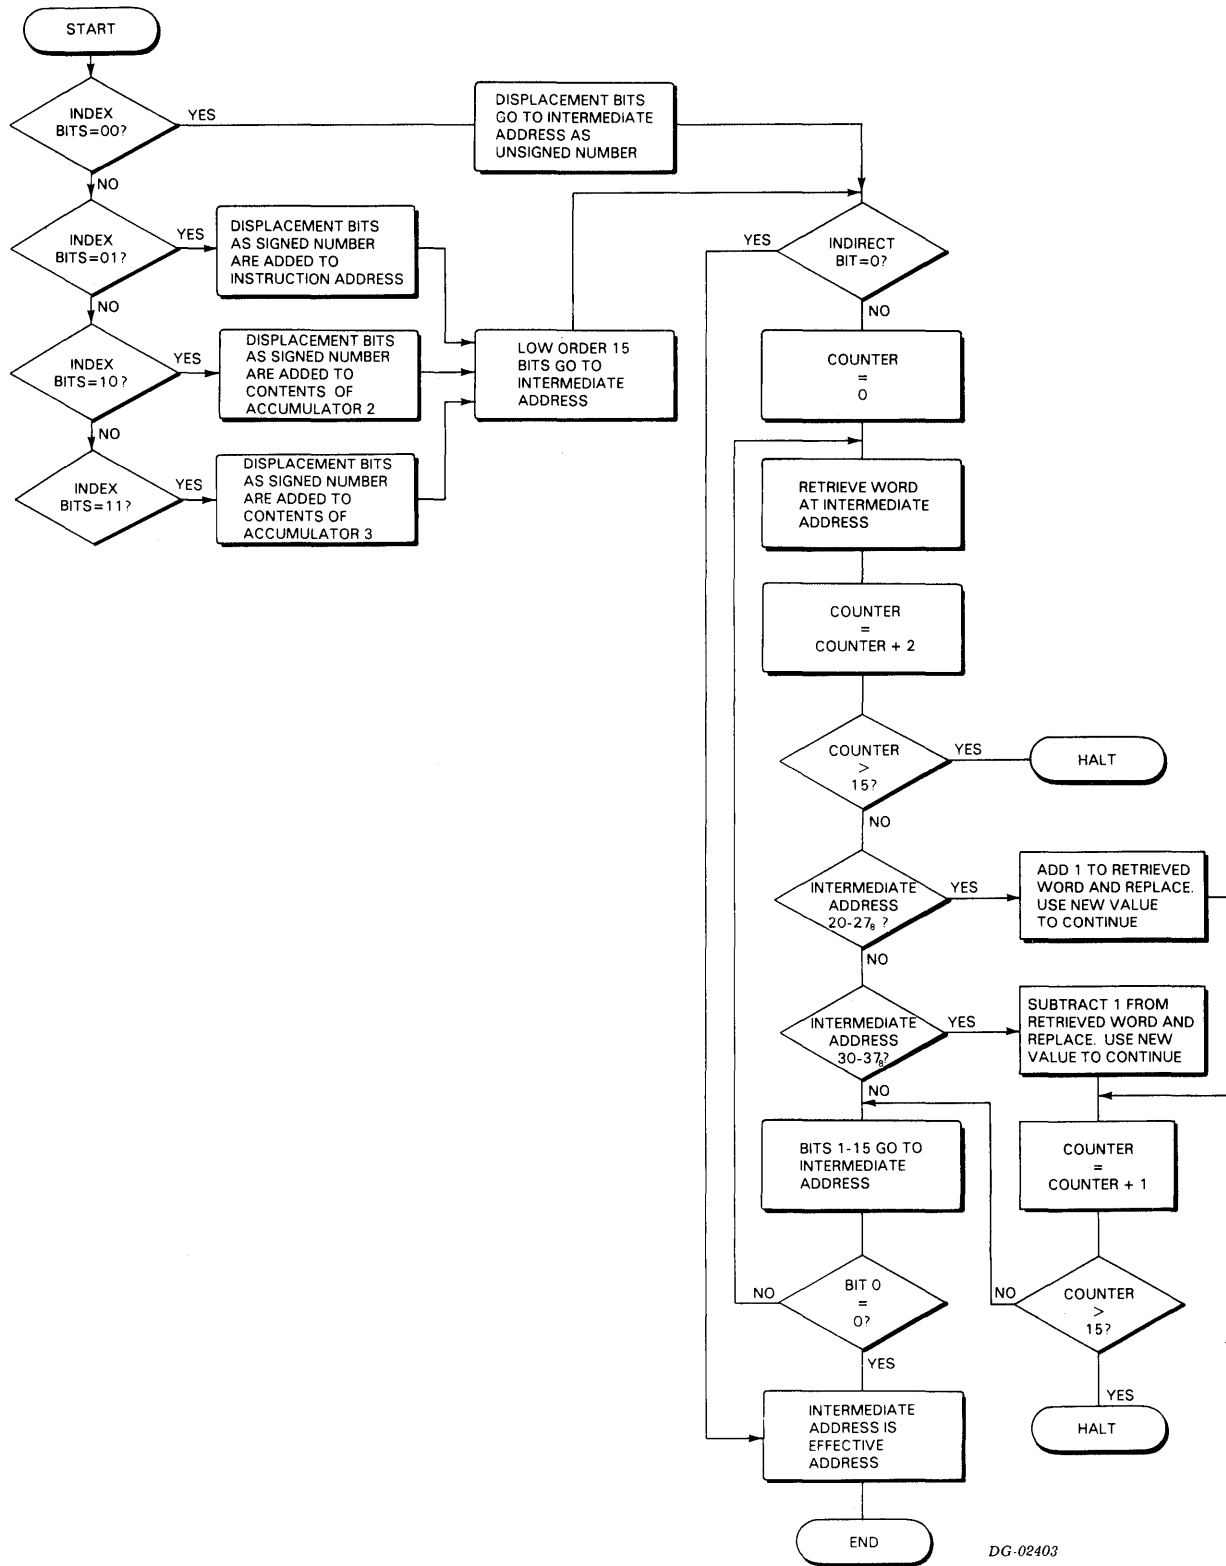 START
INDEX
BITS=00?
YES
DISPLACEMENT BITS
GO TO INTERMEDIATE
ADDRESS AS
UNSIGNED NUMBER
NO
INDEX
BITS=01?
YES
DISPLACEMENT BITS
AS SIGNED NUMBER
ARE ADDED TO
INSTRUCTION ADDRESS
NO
INDEX
BITS=10?
YES
DISPLACEMENT BITS
AS SIGNED NUMBER
ARE ADDED TO
CONTENTS OF
ACCUMULATOR 2
NO
INDEX
BITS=11?
YES
DISPLACEMENT BITS
AS SIGNED NUMBER
ARE ADDED TO
CONTENTS OF
ACCUMULATOR 3
LOW ORDER 15
BITS GO TO
INTERMEDIATE
ADDRESS
YES
INDIRECT
BIT=0?
NO
COUNTER
=
0
RETRIEVE WORD
AT INTERMEDIATE
ADDRESS
COUNTER
=
COUNTER + 2
COUNTER
>
15?
YES
HALT
NO
INTERMEDIATE
ADDRESS
20-27₈ ?
YES
ADD 1 TO RETRIEVED
WORD AND REPLACE.
USE NEW VALUE
TO CONTINUE
NO
INTERMEDIATE
ADDRESS
30-37₈?
YES
SUBTRACT 1 FROM
RETRIEVED WORD AND
REPLACE. USE NEW
VALUE TO CONTINUE
NO
BITS 1-15 GO TO
INTERMEDIATE
ADDRESS
COUNTER
=
COUNTER + 1
NO
BIT 0
=
0?
YES
NO
COUNTER
>
15?
YES
HALT
INTERMEDIATE
ADDRESS IS
EFFECTIVE
ADDRESS
END
DG-02403